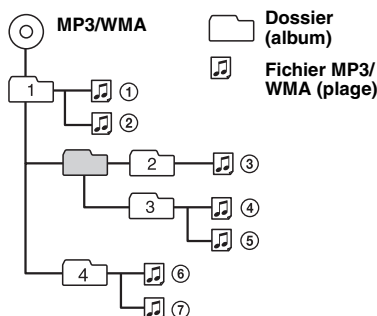 MP3/WMA
Dossier
(album)
Fichier MP3/
WMA (plage)
1
①
②
2
③
3
④
⑤
4
⑥
⑦